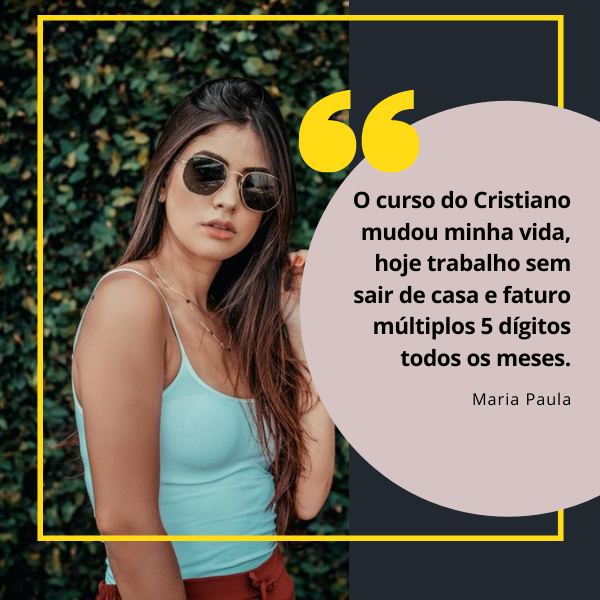 O curso do Cristiano
mudou minha vida,
hoje trabalho sem
sair de casa e faturo
múltiplos 5 dígitos
todos os meses.
Maria Paula